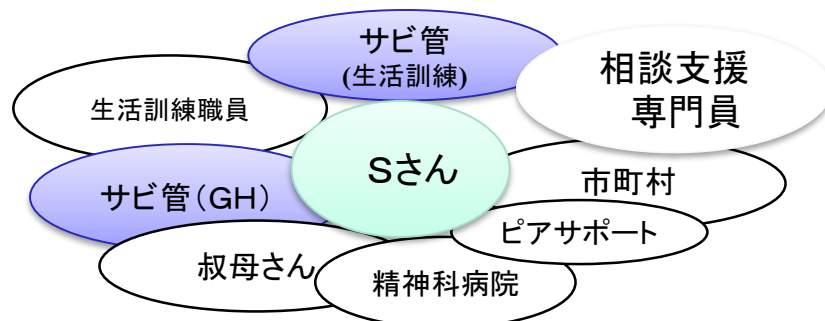 サビ管
(生活訓練)
相談支援
専門員
生活訓練職員
Sさん
市町村
サビ管（GH）
ピアサポート
叔母さん
精神科病院